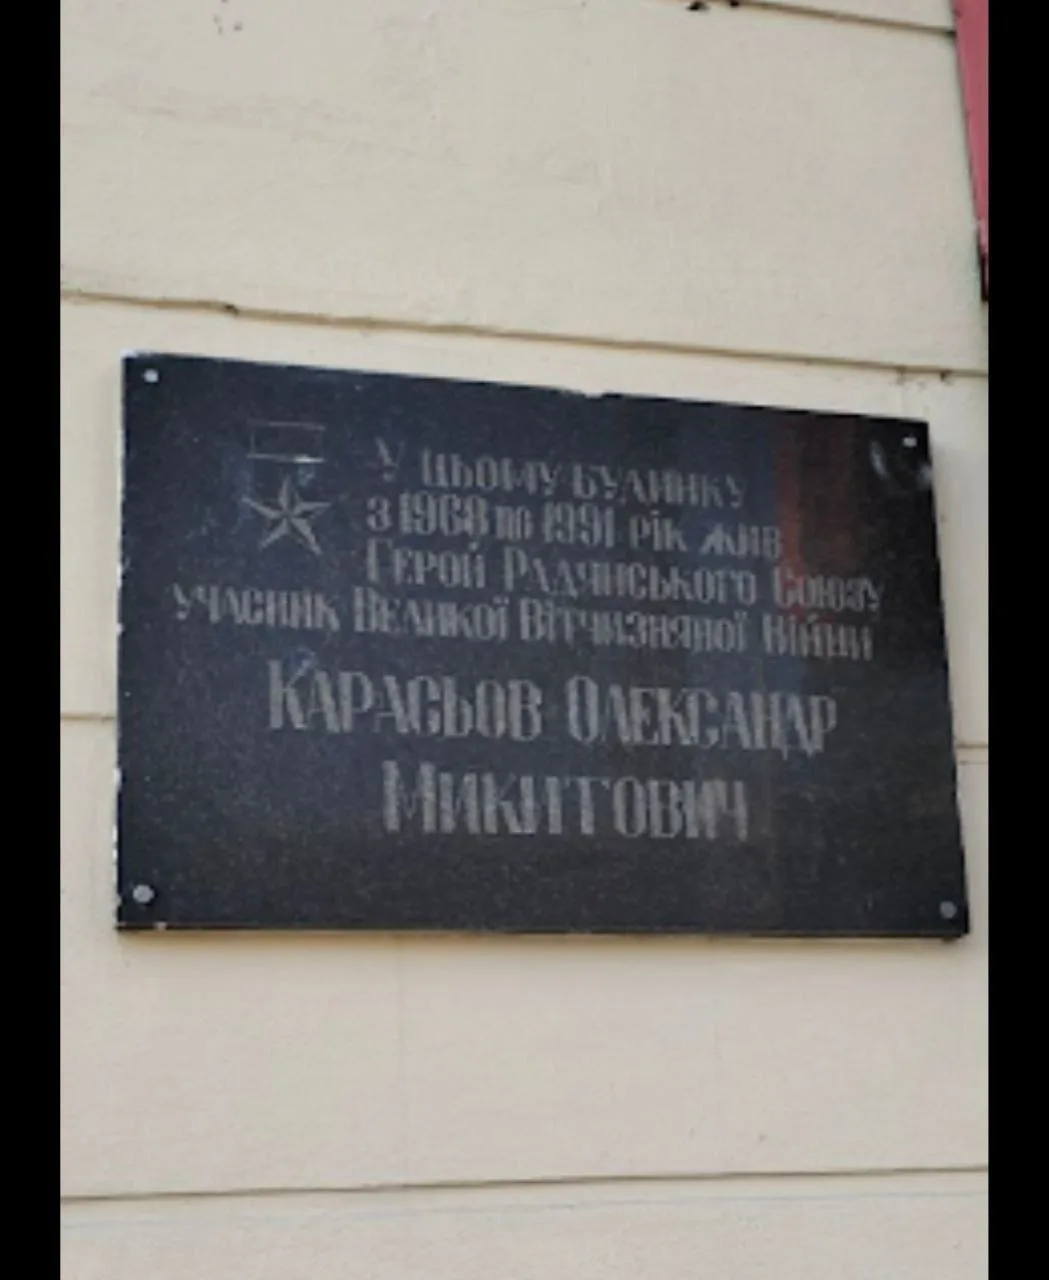 У цьому будинку
з 1968 по 1991 рік жив
Герой Радянського Союзу
учасник Великої Вітчизняної Війни
Карасьов Олександр
Микитович